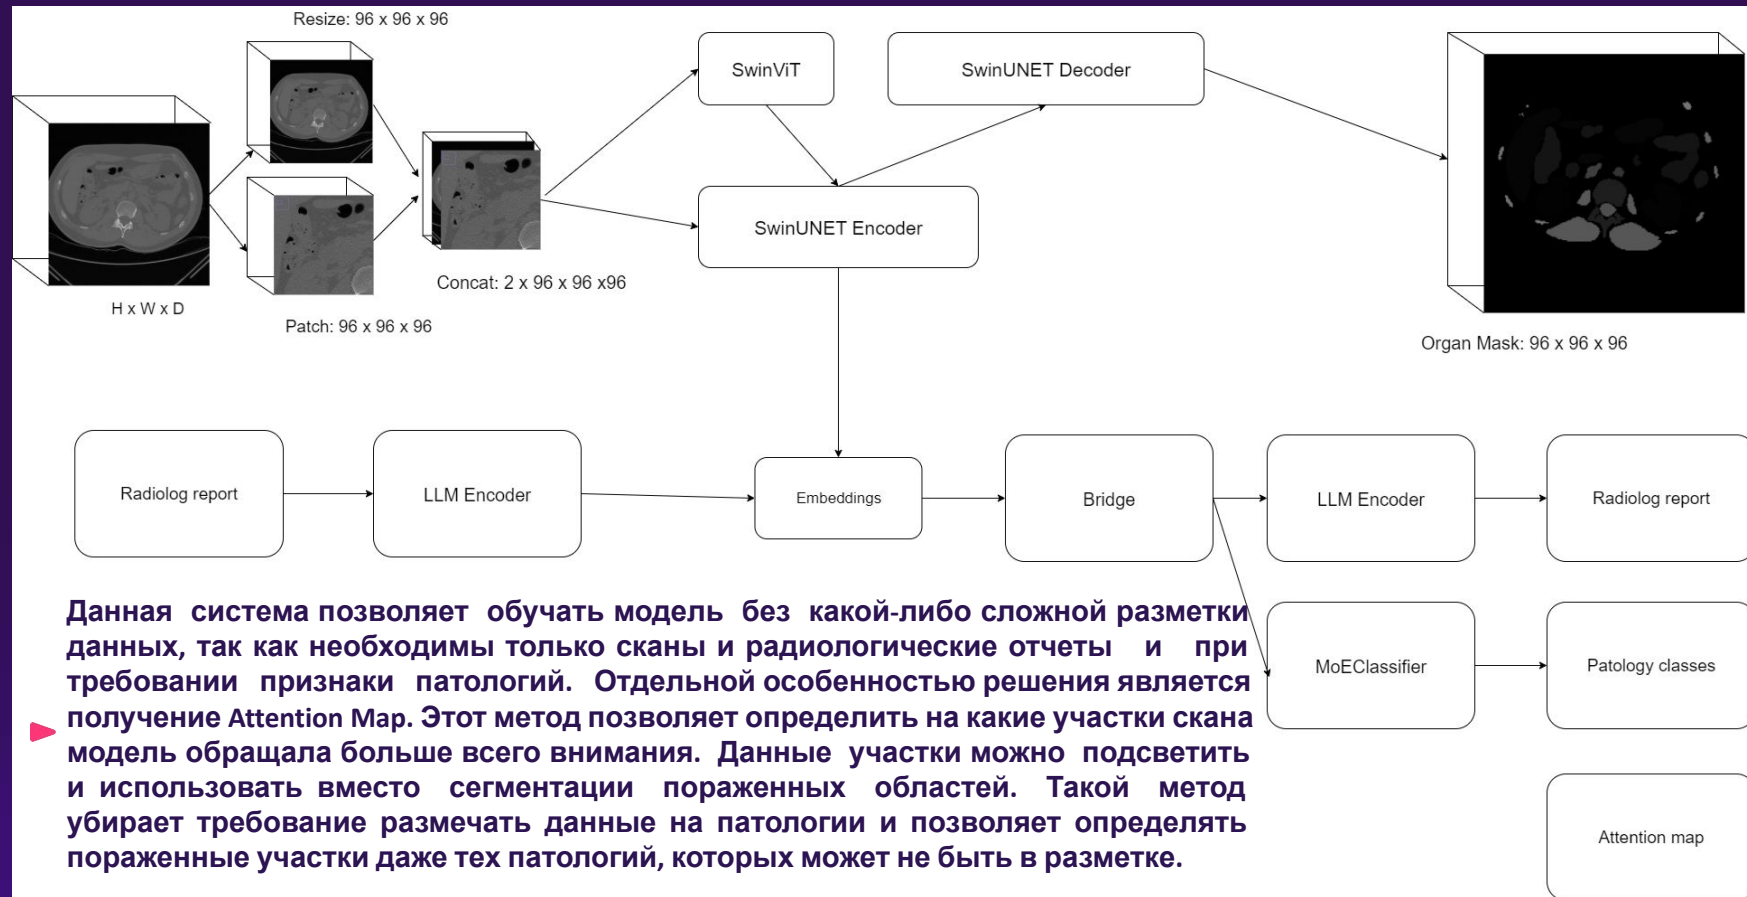 Resize: 96 x 96 x 96
SwinViT
SwinUNET Decoder
SwinUNET Encoder
Concat: 2 x 96 x 96 x96
H x W x D
Patch: 96 x 96 x 96
Organ Mask: 96 x 96 x 96
Radiolog report
LLM Encoder
Embeddings
Bridge
LLM Encoder
Radiolog report
MoEClassifier
Patology classes
Attention map
Данная система позволяет обучать модель без какой-либо сложной разметки
данных, так как необходимы только сканы и радиологические отчеты и при
требовании признаки патологий. Отдельной особенностью решения является
получение Attention Map. Этот метод позволяет определить на какие участки скана
модель обращала больше всего внимания. Данные участки можно подсветить
и использовать вместо сегментации пораженных областей. Такой метод
убирает требование размечать данные на патологии и позволяет определять
пораженные участки даже тех патологий, которых может не быть в разметке.